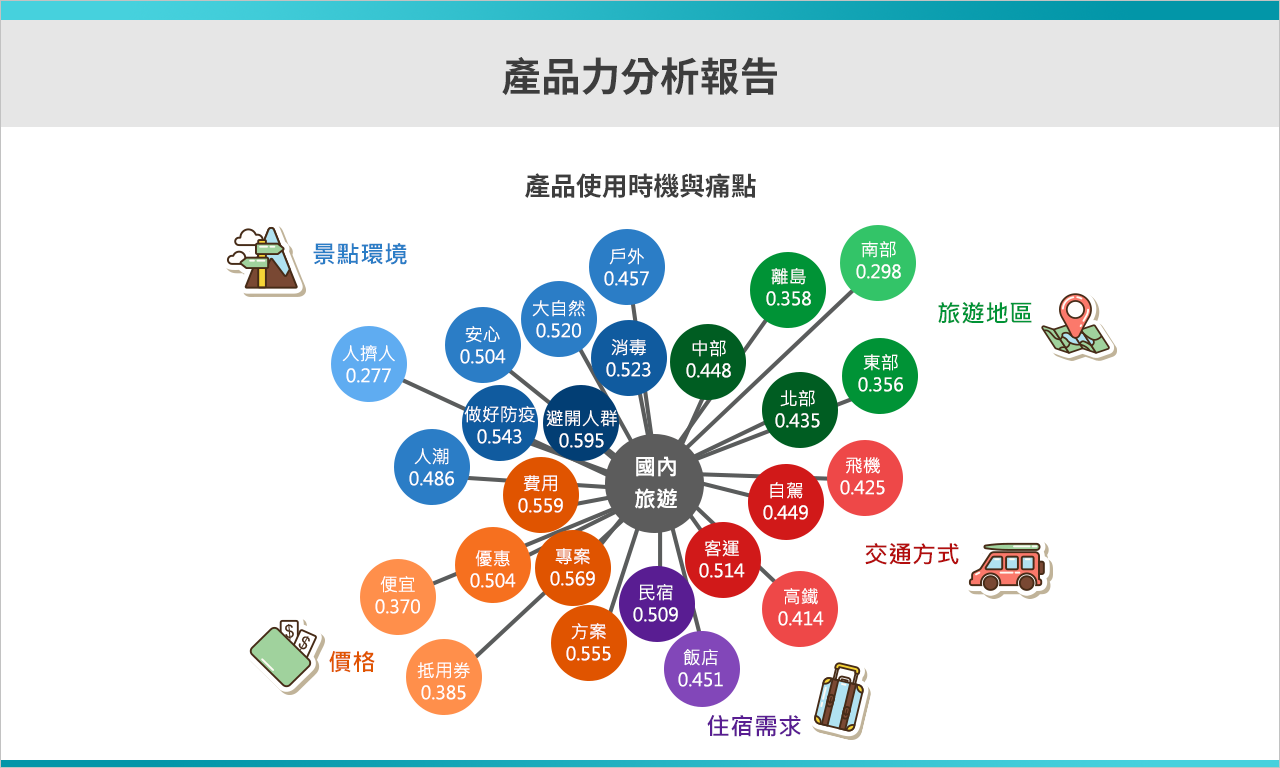 產品力分析報告
產品使用時機與痛點
景點環境
戶外
0.457
大自然
0.520
安心
0.504
消毒
0.523
人擠人
0.277
做好防疫
0.543
避開人群
0.595
人潮
0.486
旅遊地區
南部
0.298
離島
0.358
中部
0.448
東部
0.356
北部
0.435
國內
旅遊
交通方式
飛機
0.425
自駕
0.449
客運
0.514
高鐵
0.414
價格
費用
0.559
優惠
0.504
專案
0.569
便宜
0.370
方案
0.555
抵用券
0.385
住宿需求
民宿
0.509
飯店
0.451
$
$